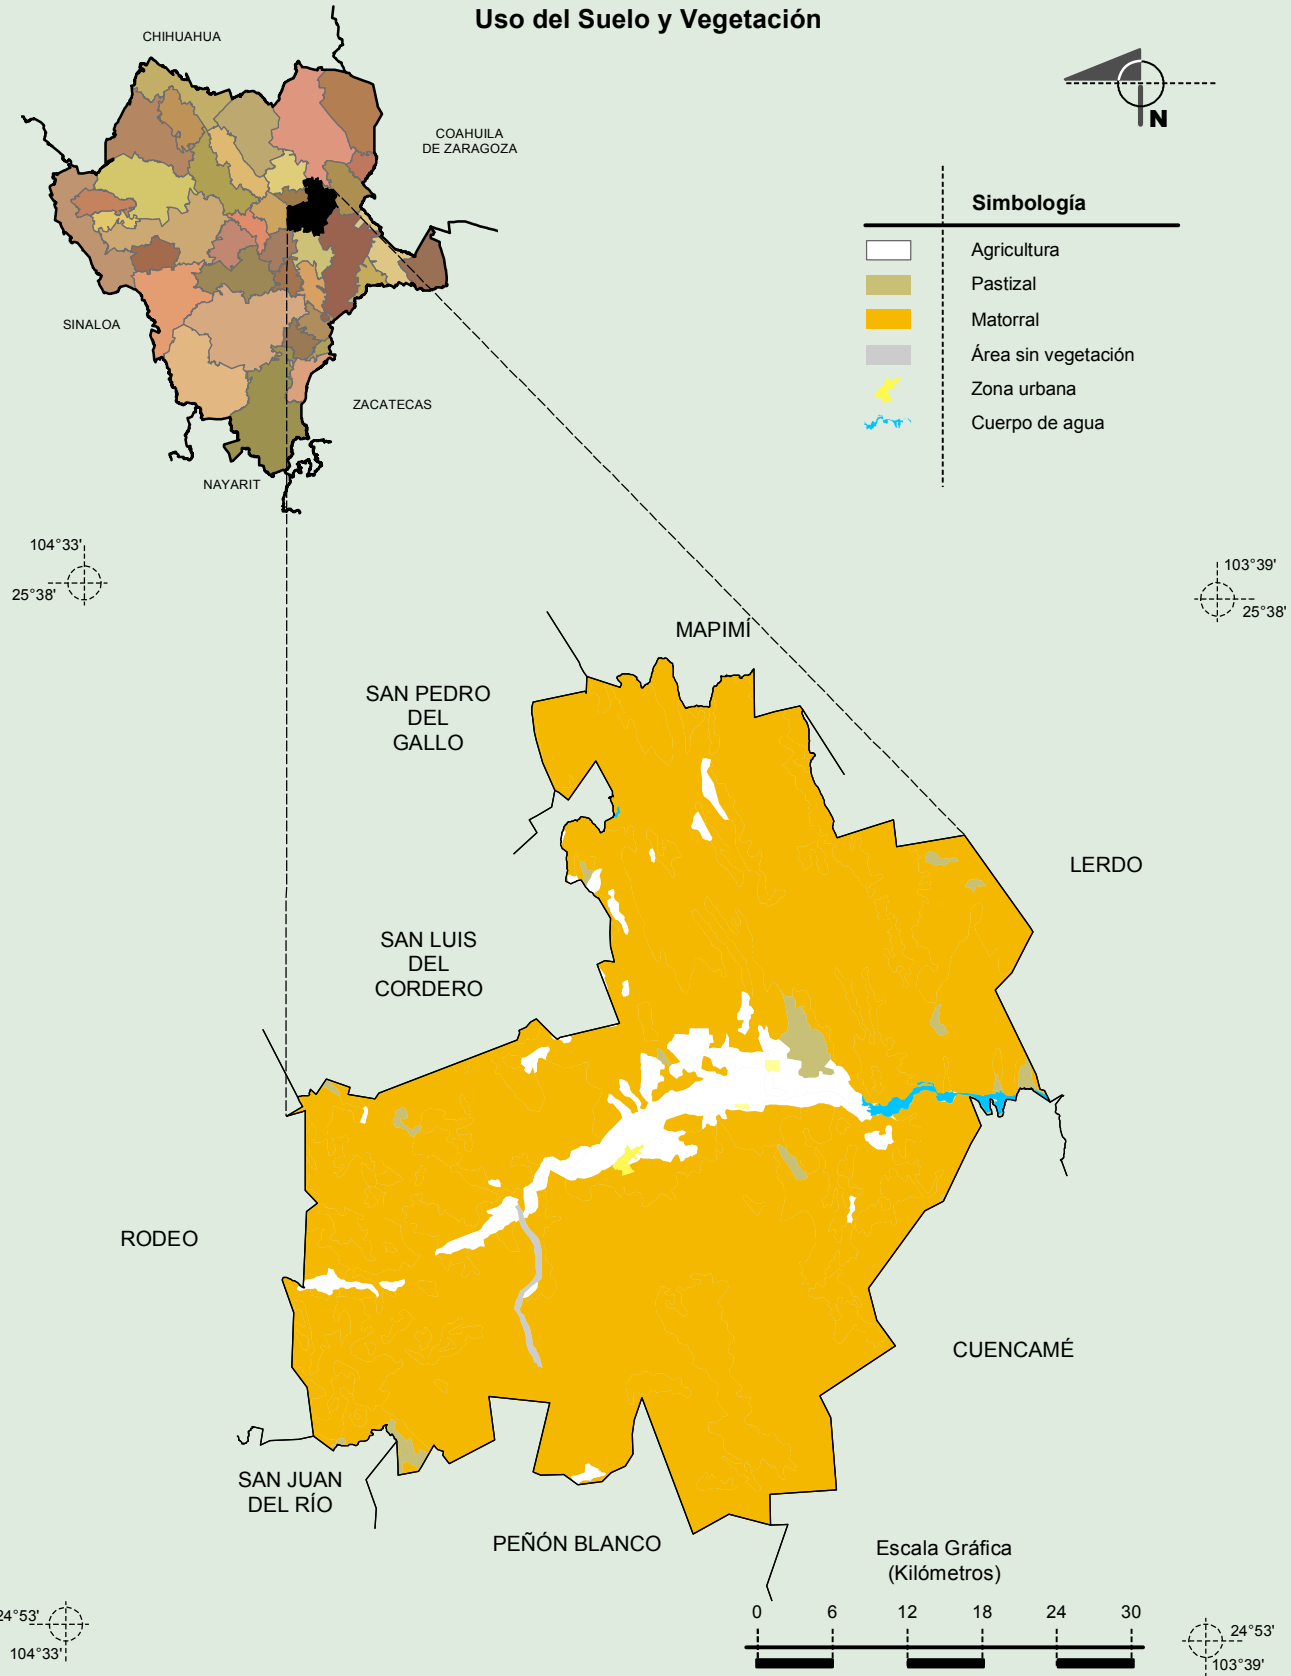 Uso del Suelo y Vegetación
CHIHUAHUA
COAHUILA
DE ZARAGOZA
SINALOA
ZACATECAS
NAYARIT
N
Simbología
Agricultura
Pastizal
Matorral
Área sin vegetación
Zona urbana
Cuerpo de agua
104°33'
25°38'
103°39'
25°38'
MAPIMÍ
SAN PEDRO
DEL
GALLO
LERDO
SAN LUIS
DEL
CORDERO
RODEO
CUENCAMÉ
SAN JUAN
DEL RÍO
PEÑÓN BLANCO
Escala Gráfica
(Kilómetros)
0 6 12 18 24 30
24°53'
104°33'
24°53'
103°39'